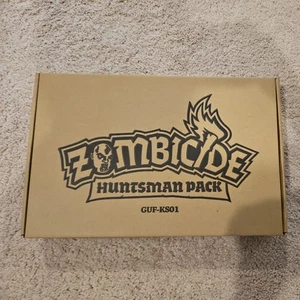 ZOMBICIDE
HUNTSMAN PACK
GUF-KS01